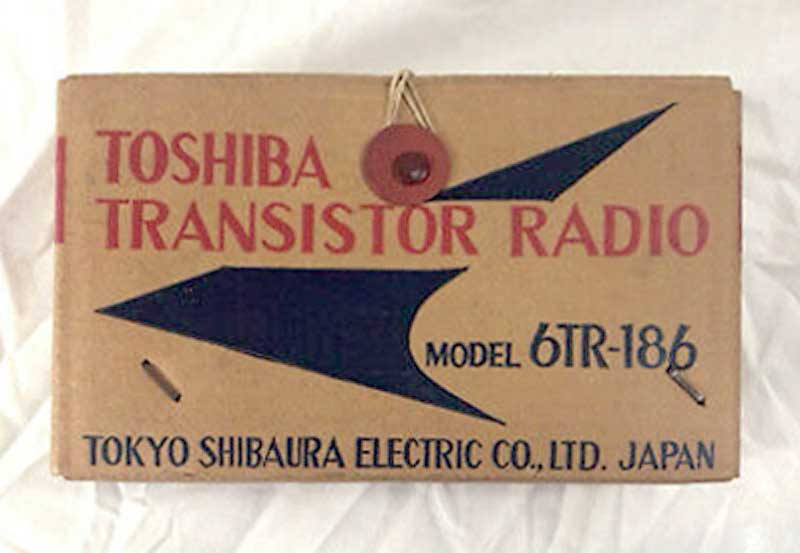 TOSHIBA
TRANSISTOR RADIO
MODEL 6TR-186
TOKYO SHIBAURA ELECTRIC CO., LTD. JAPAN